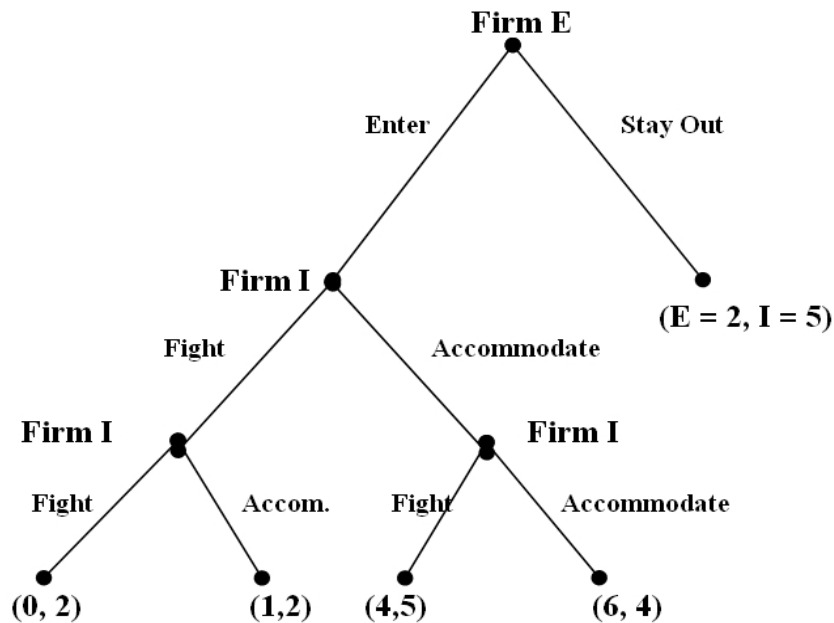 Firm E
Enter
Stay Out
Firm I
(E = 2, I = 5)
Fight
Accommodate
Firm I
Firm I
Fight
Accom.
Fight
Accommodate
(0, 2)
(1,2)
(4,5)
(6, 4)